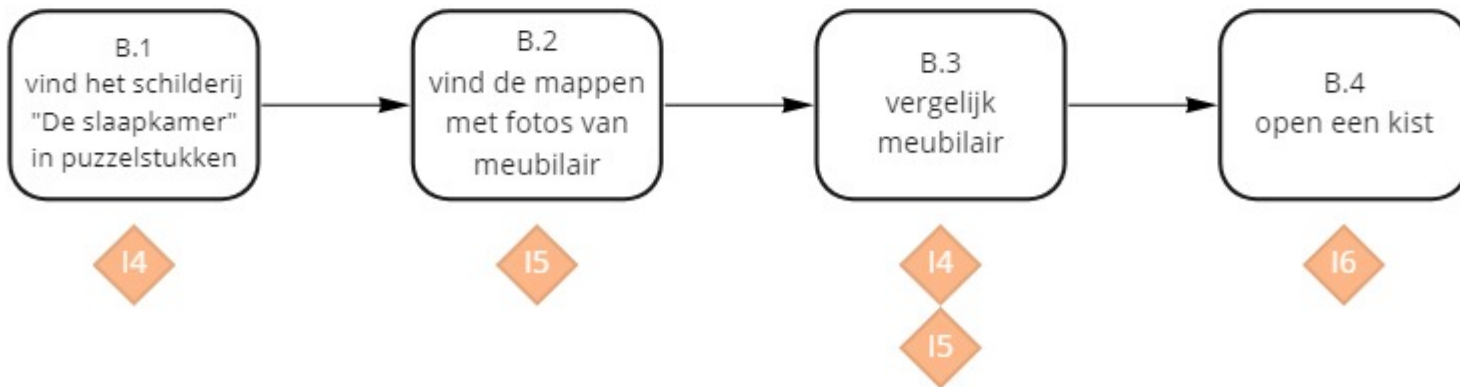 B.1
vind het schilderij
"De slaapkamer"
in puzzelstukken
B.2
vind de mappen
met fotos van
meubilair
B.3
vergelijk
meubilair
B.4
open een kist
I4
I5
I4
I5
I6